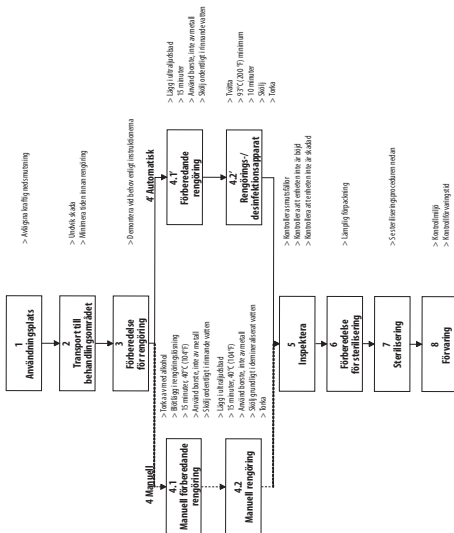 1
Användningsplats
> Avlägsna kraftig nedsmutsning
2
Transport till
behandlingsområdet
> Undvik skada
> Minimera tiden innan rengöring
3
Förberedelse
för rengöring
> Demontera vid behov enligt instruktionerna
4 Manuell
4.1
Manuell förberedande
rengöring
> Torka av med alkohol
> Blötlägg i rengöringslösning
> 15 minuter, 40°C (104°F)
> Använd borste, inte av metall
> Skölj ordentligt i rinnande vatten
4.2
Manuell rengöring
> Lägg i ultraljudsbad
> 15 minuter, 40°C (104°F)
> Använd borste, inte av metall
> Skölj grundligt i demineraliserat vatten
> Torka
4' Automatisk
4.1'
Förberedande
rengöring
> Lägg i ultraljudsbad
> 15 minuter
> Använd borste, inte av metall
> Skölj ordentligt i rinnande vatten
4.2'
Rengörings-/
desinfektionsapparat
> Tvätta
> 93°C (200 °F) minimum
> 10 minuter
> Skölj
> Torka
5
Inspektera
> Kontrollera smutsfällor
> Kontrollera att enheten inte är böjd
> Kontrollera att enheten inte är skadad
6
Förberedelse
för sterilisering
> Lämplig förpackning
7
Sterilisering
> Se steriliseringsproceduren nedan
8
Förvaring
> Kontrollmiljö
> Kontrollförvaringstid